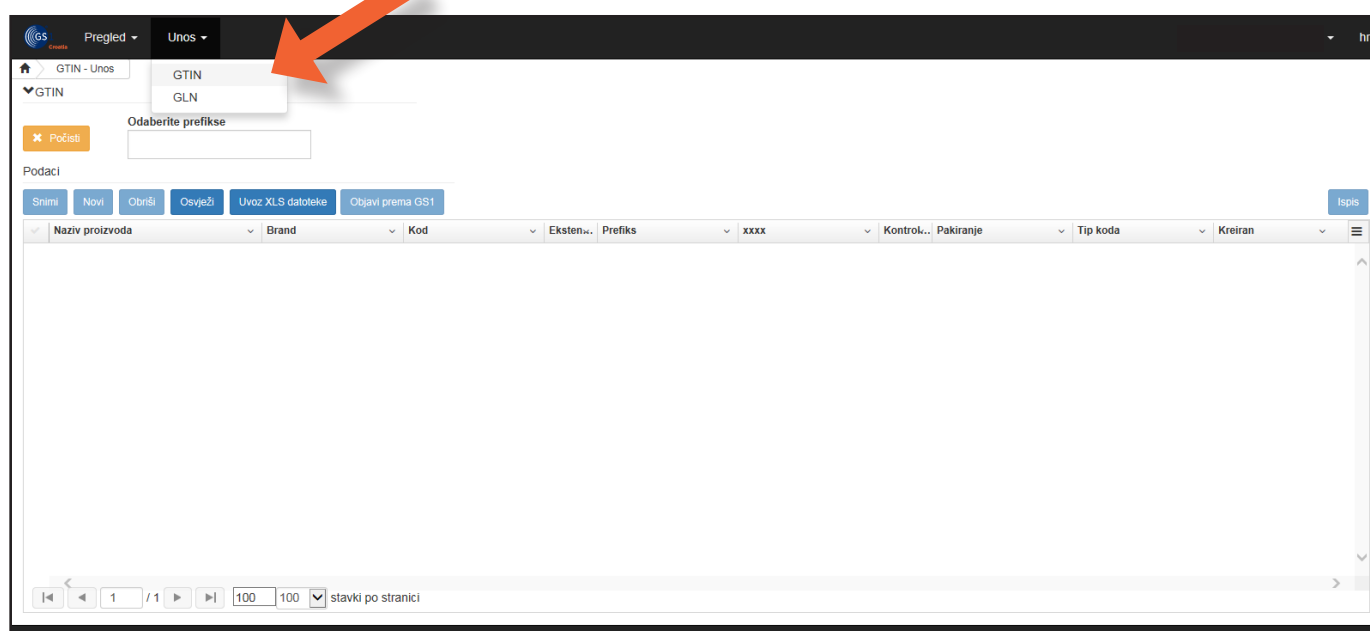 GS Croatia Pregled Unos hr
GTIN - Unos
GTIN
GLN
GTIN
Odaberite prefikse
Počisti
Podaci
Snimi Novi Obriši Osvježi Uvoz XLS datoteke Objavi prema GS1 Ispis
Naziv proizvoda Brand Kod Eksten... Prefiks xxxx Kontrol... Pakiranje Tip koda Kreiran
1 / 1 100 100 stavki po stranici